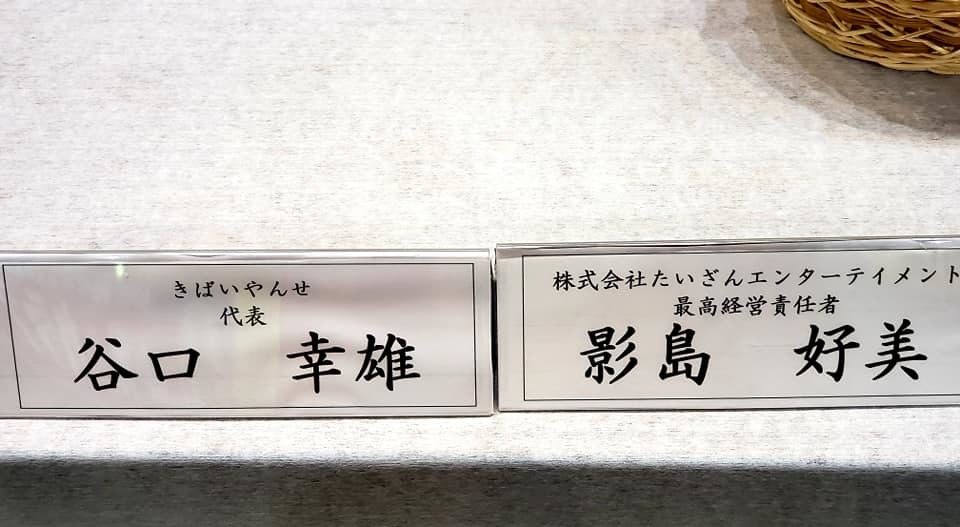 きばいやんせ
代表
谷口 幸雄
株式会社たいざんエンターテイメント
最高経営責任者
影島 好美